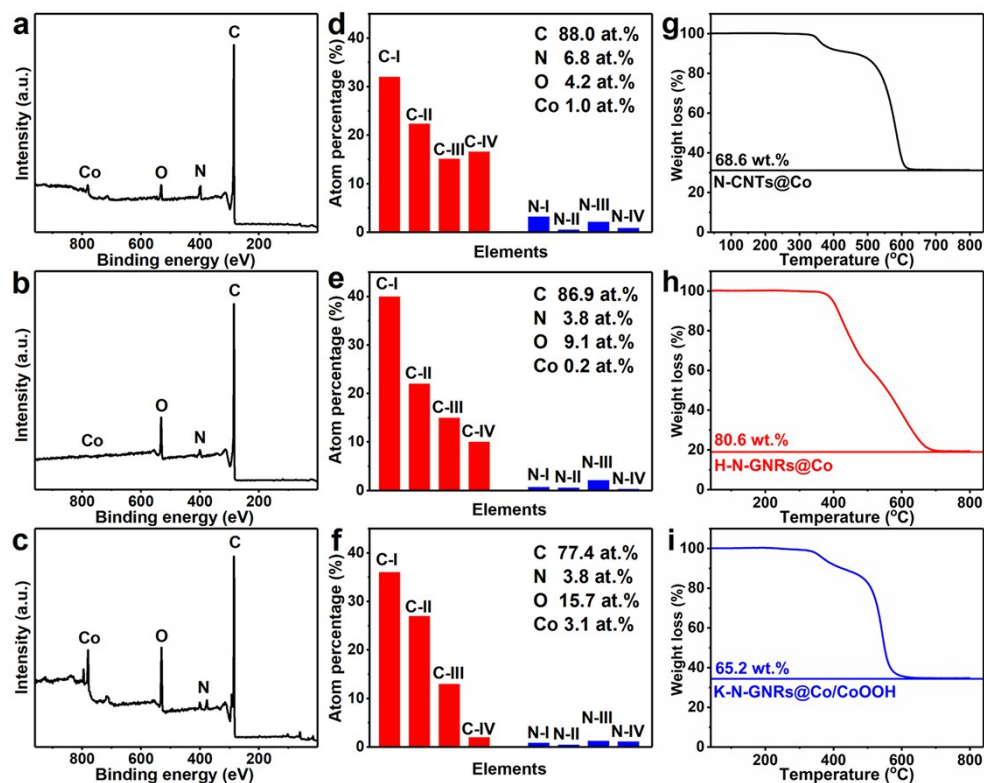 a
C
Co
O
N
Intensity (a.u.)
800
600
400
200
Binding energy (eV)
b
C
Co
O
N
Intensity (a.u.)
800
600
400
200
Binding energy (eV)
c
C
Co
O
N
Intensity (a.u.)
800
600
400
200
Binding energy (eV)
d
Atom percentage (%)
40
30
20
10
0
C-I
C-II
C-III
C-IV
N-I
N-II
N-III
N-IV
C 88.0 at.%
N 6.8 at.%
O 4.2 at.%
Co 1.0 at.%
Elements
e
Atom percentage (%)
40
30
20
10
0
C-I
C-II
C-III
C-IV
N-I
N-II
N-III
N-IV
C 86.9 at.%
N 3.8 at.%
O 9.1 at.%
Co 0.2 at.%
Elements
f
Atom percentage (%)
40
30
20
10
0
C-I
C-II
C-III
C-IV
N-I
N-II
N-III
N-IV
C 77.4 at.%
N 3.8 at.%
O 15.7 at.%
Co 3.1 at.%
Elements
g
Weight loss (%)
100
80
60
40
20
0
68.6 wt.%
N-CNTs@Co
100 200 300 400 500 600 700 800
Temperature (°C)
h
Weight loss (%)
100
80
60
40
20
0
80.6 wt.%
H-N-GNRs@Co
200
400
600
800
Temperature (°C)
i
Weight loss (%)
100
80
60
40
20
0
65.2 wt.%
K-N-GNRs@Co/CoOOH
200
400
600
800
Temperature (°C)